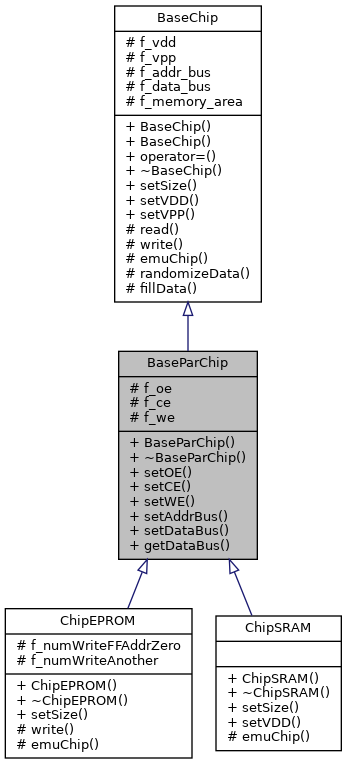 BaseChip
# f_vdd
# f_vpp
# f_addr_bus
# f_data_bus
# f_memory_area
+ BaseChip()
+ BaseChip()
+ operator=()
+ ~BaseChip()
+ setSize()
+ setVDD()
+ setVPP()
# read()
# write()
# emuChip()
# randomizeData()
# fillData()
BaseParChip
# f_oe
# f_ce
# f_we
+ BaseParChip()
+ ~BaseParChip()
+ setOE()
+ setCE()
+ setWE()
+ setAddrBus()
+ setDataBus()
+ getDataBus()
ChipEPROM
# f_numWriteFFAddrZero
# f_numWriteAnother
+ ChipEPROM()
+ ~ChipEPROM()
+ setSize()
# write()
# emuChip()
ChipSRAM
+ ChipSRAM()
+ ~ChipSRAM()
+ setSize()
+ setVDD()
# emuChip()